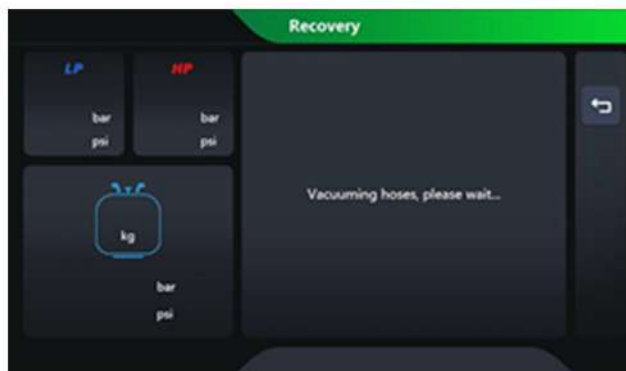 Recovery
LP
HP
bar
psi
bar
psi
Vacuuming hoses, please wait...
kg
bar
psi